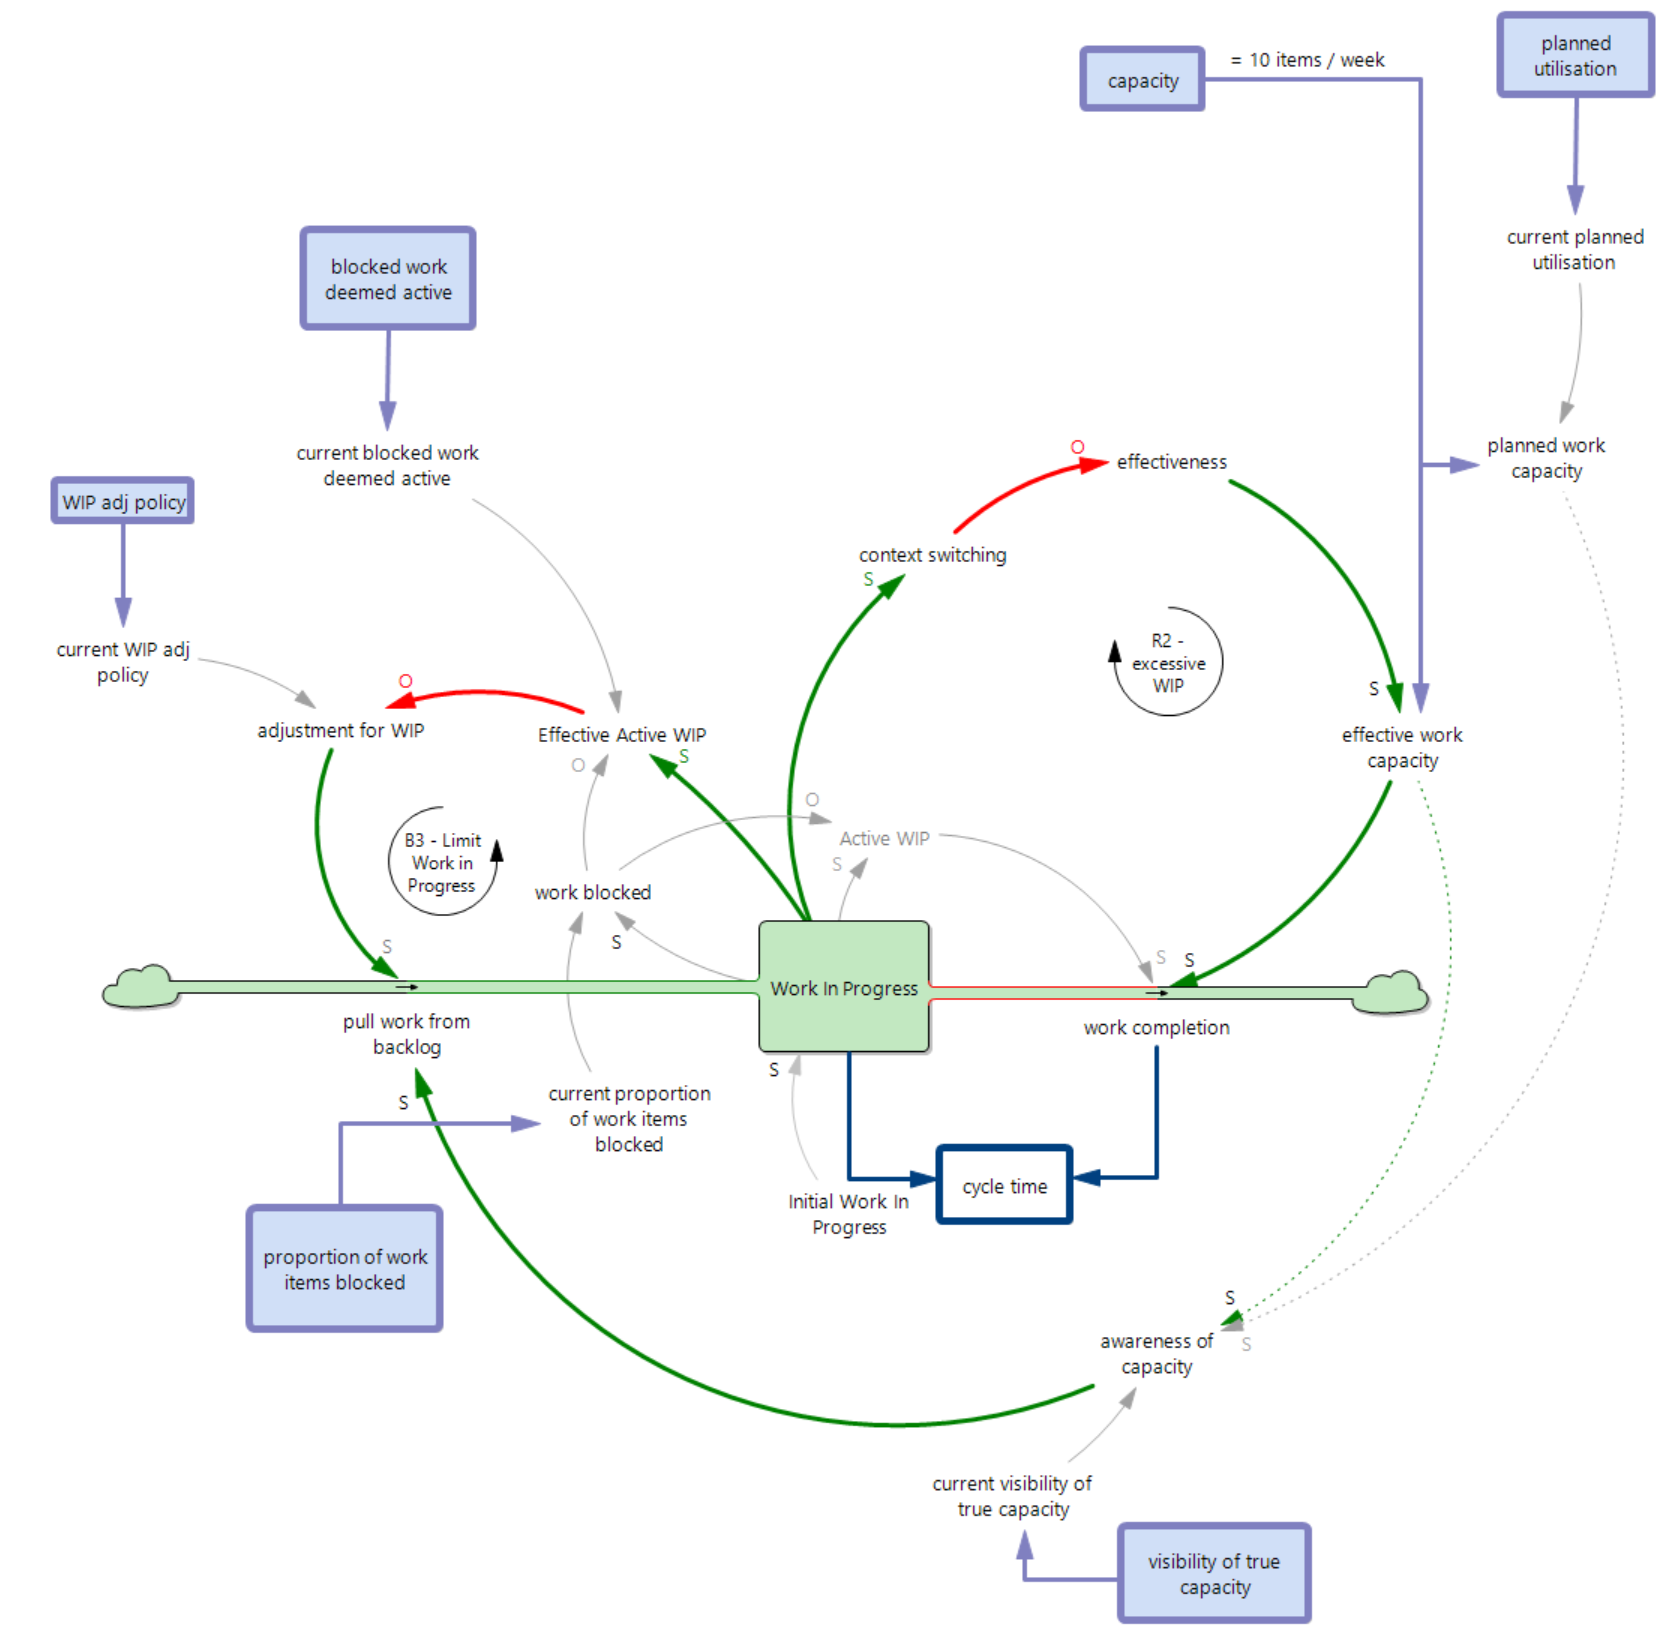 planned
utilisation
= 10 items / week
capacity
current planned
utilisation
blocked work
deemed active
planned work
capacity
O
effectiveness
current blocked work
deemed active
WIP adj policy
context switching
S
R2 -
excessive
WIP
current WIP adj
policy
O
S
adjustment for WIP
Effective Active WIP
effective work
capacity
S
O
O
Active WIP
B3 - Limit
Work in
Progress
S
work blocked
S
S
S
S
Work In Progress
pull work from
backlog
work completion
S
S
current proportion
of work items
blocked
cycle time
Initial Work In
Progress
proportion of work
items blocked
S
S
awareness of
capacity
current visibility of
true capacity
visibility of true
capacity